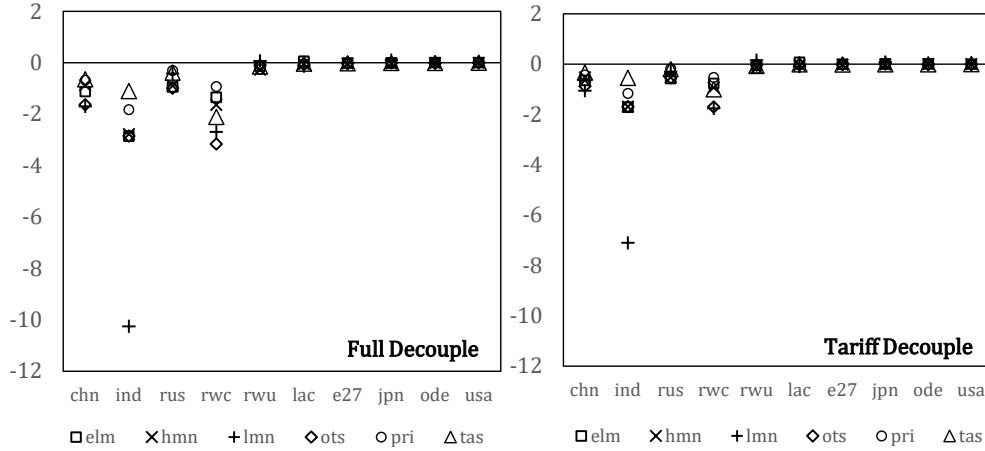 2
0
-2
-4
-6
-8
-10
-12
Full Decouple
chn ind rus rwc rwu lac e27 jpn ode usa
elm hmn lmn ots pri tas
2
0
-2
-4
-6
-8
-10
-12
Tariff Decouple
chn ind rus rwc rwu lac e27 jpn ode usa
elm hmn lmn ots pri tas